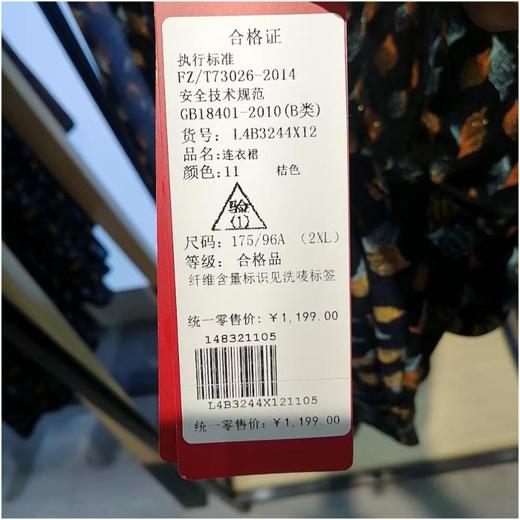 合格证
执行标准
FZ/T73026-2014
安全技术规范
GB18401-2010(B类)
货号: L4B3244X12
品名:连衣裙
颜色:11 桔色
验
(1)
尺码: 175/96A (2XL)
等级: 合格品
纤维含量标识见洗唛标签
统一零售价:¥1,199.00
148321105
L4B3244X121105
统一零售价:¥1,199.00